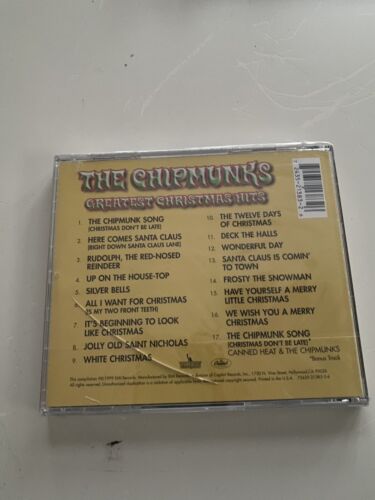 THE CHIPMUNKS
GREATEST CHRISTMAS HITS
1. THE CHIPMUNK SONG
(CHRISTMAS DON'T BE LATE)
2. HERE COMES SANTA CLAUS
(RIGHT DOWN SANTA CLAUS LANE)
3. RUDOLPH, THE RED-NOSED
REINDEER
4. UP ON THE HOUSE-TOP
5. SILVER BELLS
6. ALL I WANT FOR CHRISTMAS
(IS MY TWO FRONT TEETH)
7. IT'S BEGINNING TO LOOK
LIKE CHRISTMAS
8. JOLLY OLD SAINT NICHOLAS
9. WHITE CHRISTMAS
10. THE TWELVE DAYS
OF CHRISTMAS
11. DECK THE HALLS
12. WONDERFUL DAY
13. SANTA CLAUS IS COMIN'
TO TOWN
14. FROSTY THE SNOWMAN
15. HAVE YOURSELF A MERRY
LITTLE CHRISTMAS
16. WE WISH YOU A MERRY
CHRISTMAS
17. THE CHIPMUNK SONG
(CHRISTMAS DON'T BE LATE)*
CANNED HEAT & THE CHIPMUNKS
*Bonus Track
Capitol